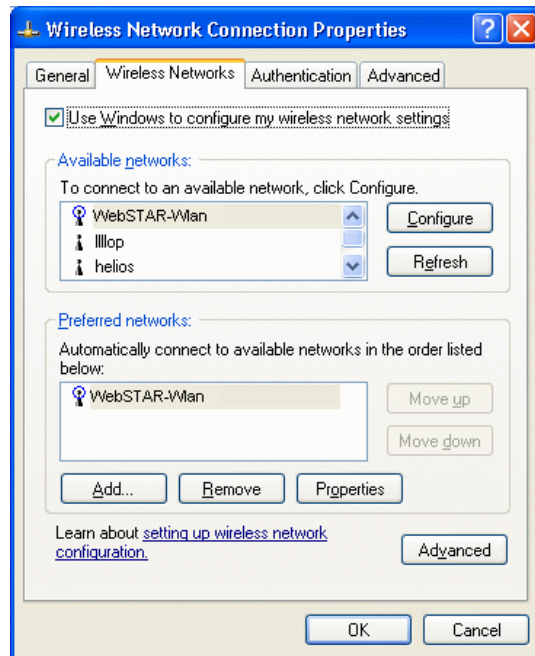 Wireless Network Connection Properties
General Wireless Networks Authentication Advanced
Use Windows to configure my wireless network settings
Available networks:
To connect to an available network, click Configure.
WebSTAR-Wlan
Configure
llllop
helios
Refresh
Preferred networks:
Automatically connect to available networks in the order listed
below:
WebSTAR-Wlan
Move up
Move down
Add... Remove Properties
Learn about setting up wireless network
configuration.
Advanced
OK Cancel